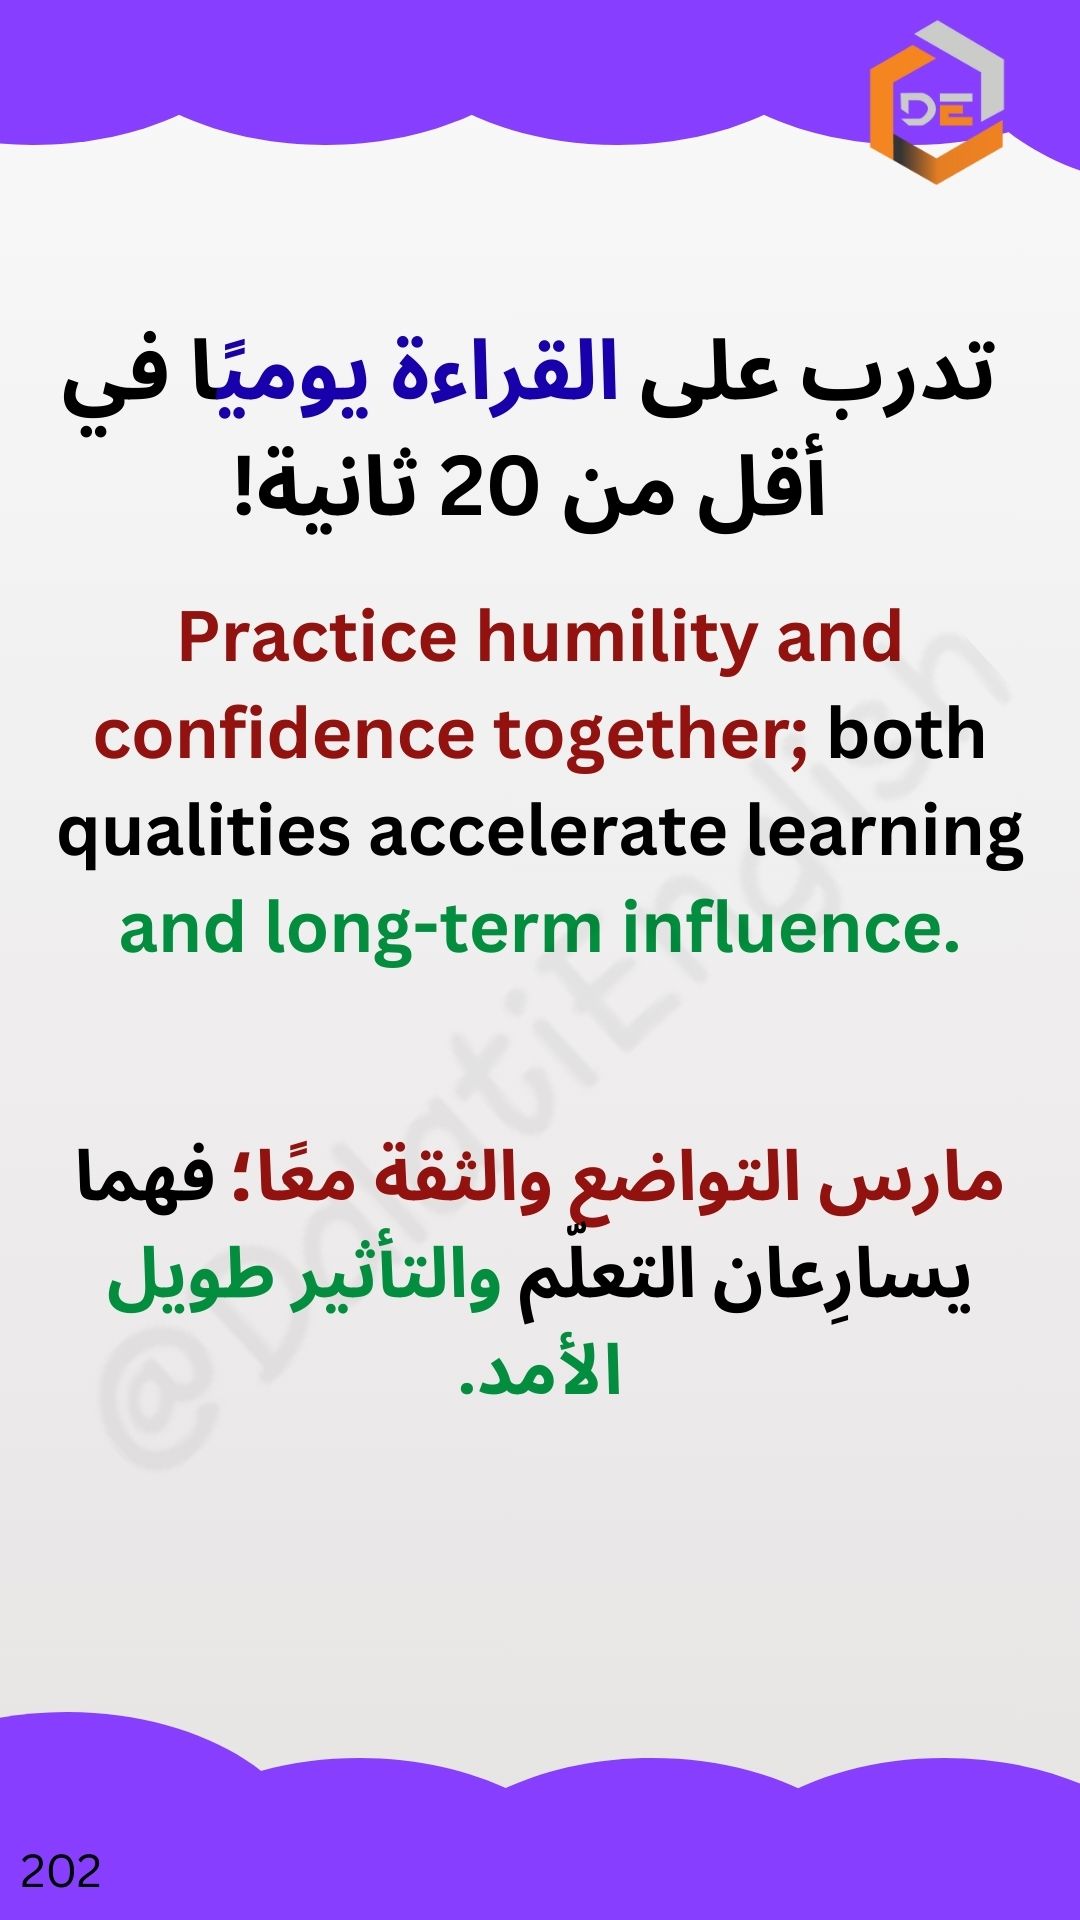 DE
تدرب على القراءة يوميًا في
أقل من 20 ثانية!
Practice humility and
confidence together; both
qualities accelerate learning
and long-term influence.
مارس التواضع والثقة معًا؛ فهما
يسارِعان التعلّم والتأثير طويل
الأمد.
@DalatiEnglish
202